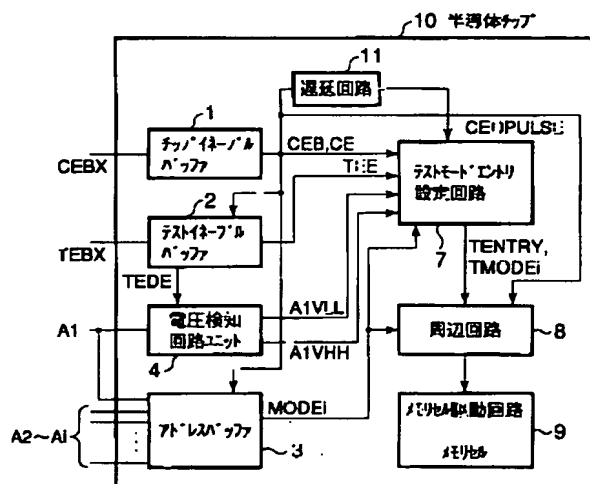 10 半導体チップ
11
遅延回路
1
チップイネーブル
バッファ
CEBX
CEB,CE
CE0PULSE
テストモードエントリ
設定回路
7
2
テストイネーブル
バッファ
TEBX
TEDE
TENTRY,
TMODEi
A1
電圧検知
回路ユニット
4
A1VLL
A1VHH
周辺回路
8
アドレスバッファ
3
MODEi
A2~Ai
メモリセル駆動回路
メモリセル
9